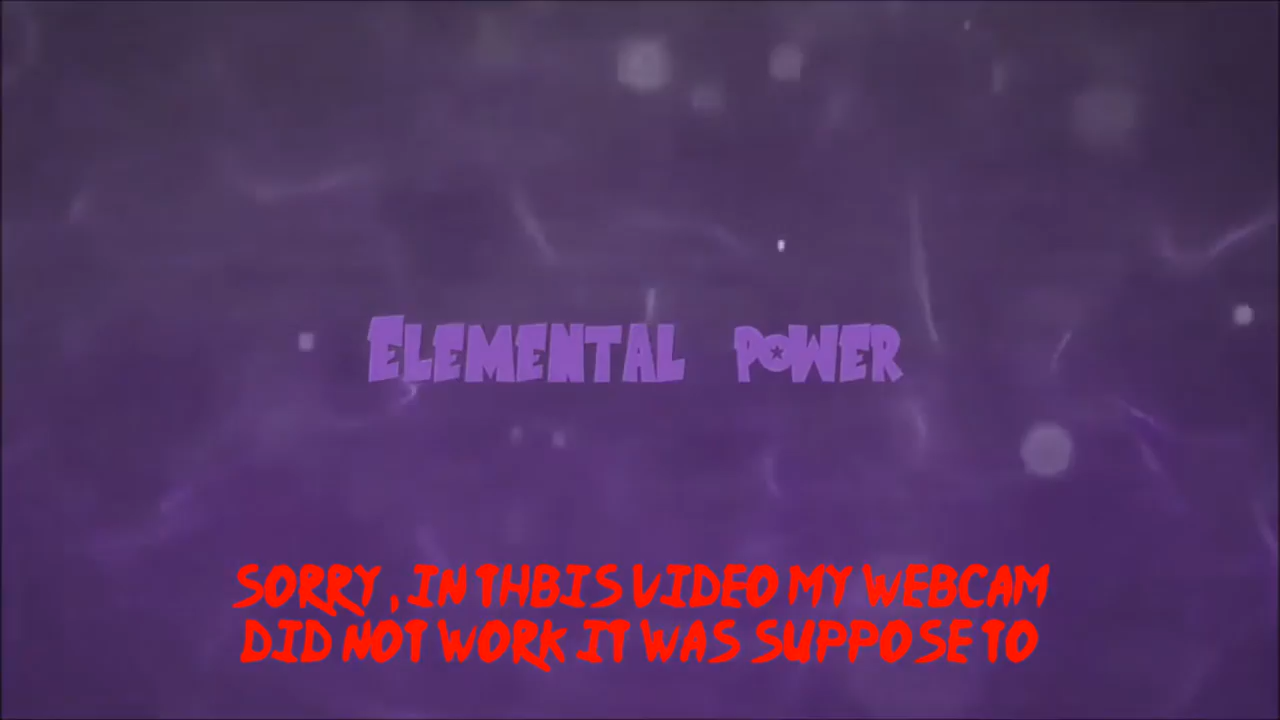 ELEMENTAL POWER
SORRY , IN THBIS VIDEO MY WEBCAM
DID NOT WORK IT WAS SUPPOSE TO